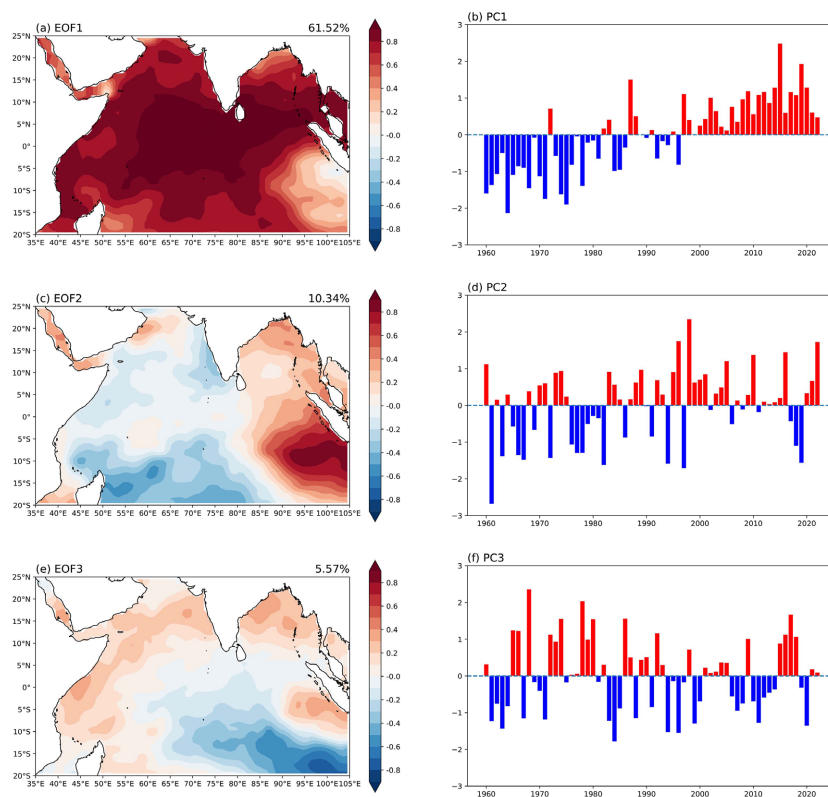 (a) EOF1 61.52%
25°N
20°N
15°N
10°N
5°N
0°N
5°S
10°S
15°S
20°S
35°E 40°E 45°E 50°E 55°E 60°E 65°E 70°E 75°E 80°E 85°E 90°E 95°E 100°E 105°E
0.8
0.6
0.4
0.2
-0.0
-0.2
-0.4
-0.6
-0.8
(b) PC1
3
2
1
0
−1
−2
−3
1960 1970 1980 1990 2000 2010 2020
(c) EOF2 10.34%
25°N
20°N
15°N
10°N
5°N
0°N
5°S
10°S
15°S
20°S
35°E 40°E 45°E 50°E 55°E 60°E 65°E 70°E 75°E 80°E 85°E 90°E 95°E 100°E 105°E
0.8
0.6
0.4
0.2
-0.0
-0.2
-0.4
-0.6
-0.8
(d) PC2
3
2
1
0
−1
−2
−3
1960 1970 1980 1990 2000 2010 2020
(e) EOF3 5.57%
25°N
20°N
15°N
10°N
5°N
0°N
5°S
10°S
15°S
20°S
35°E 40°E 45°E 50°E 55°E 60°E 65°E 70°E 75°E 80°E 85°E 90°E 95°E 100°E 105°E
0.8
0.6
0.4
0.2
-0.0
-0.2
-0.4
-0.6
-0.8
(f) PC3
3
2
1
0
−1
−2
−3
1960 1970 1980 1990 2000 2010 2020